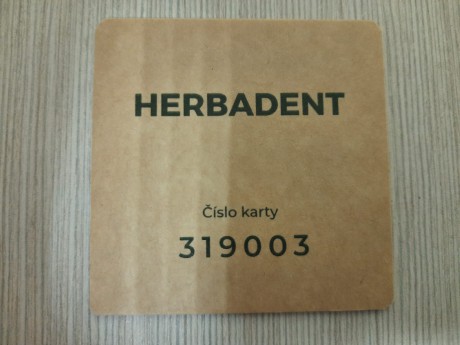 HERBADENT
Číslo karty
319003